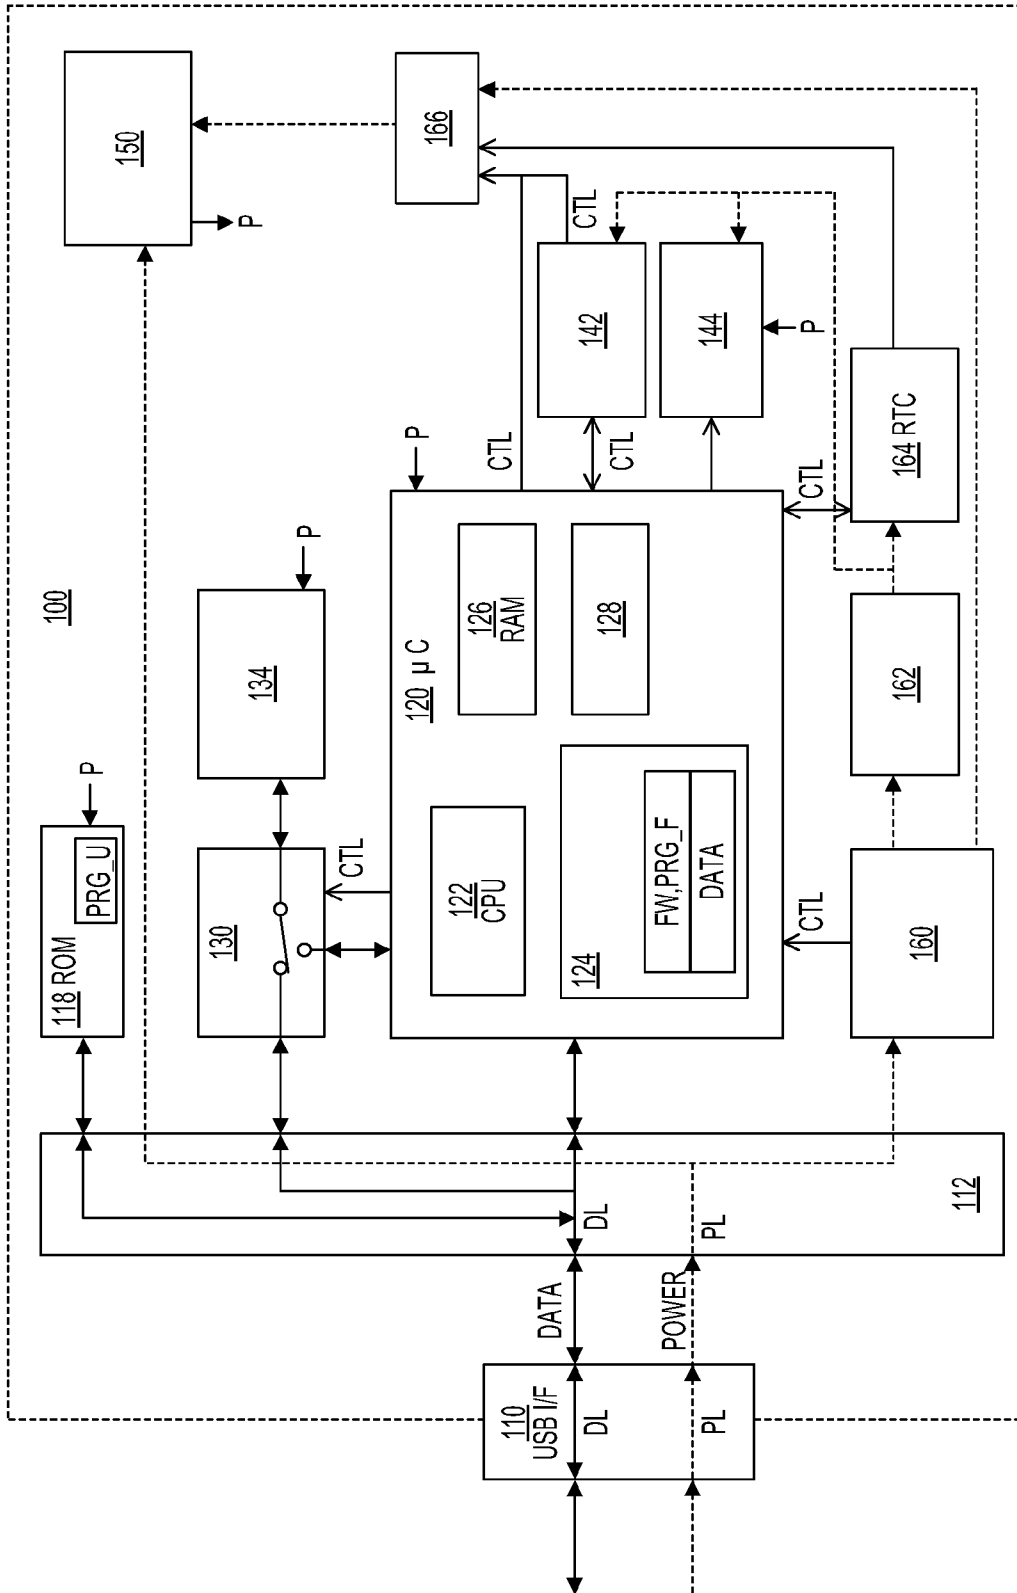 100
110
USB I/F
DL
PL
DATA
POWER
DL
PL
112
118 ROM
PRG_U
P
130
CTL
134
P
120 μC
P
122
CPU
124
FW,PRG_F
DATA
126
RAM
128
CTL
CTL
CTL
142
144
P
150
P
166
160
CTL
162
CTL
164 RTC